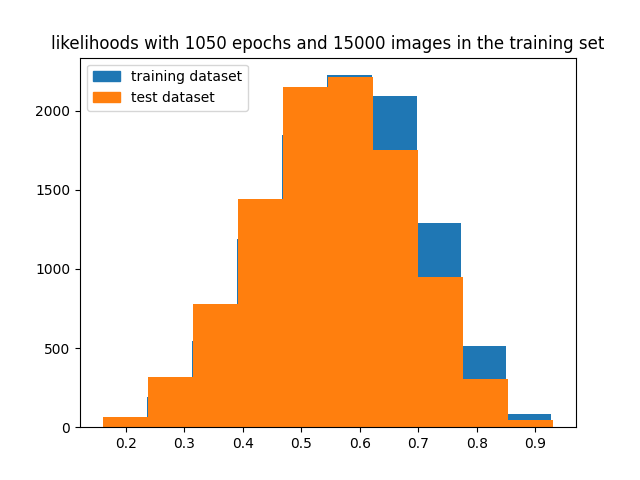 likelihoods with 1050 epochs and 15000 images in the training set
training dataset
test dataset
2000
1500
1000
500
0
0.2 0.3 0.4 0.5 0.6 0.7 0.8 0.9